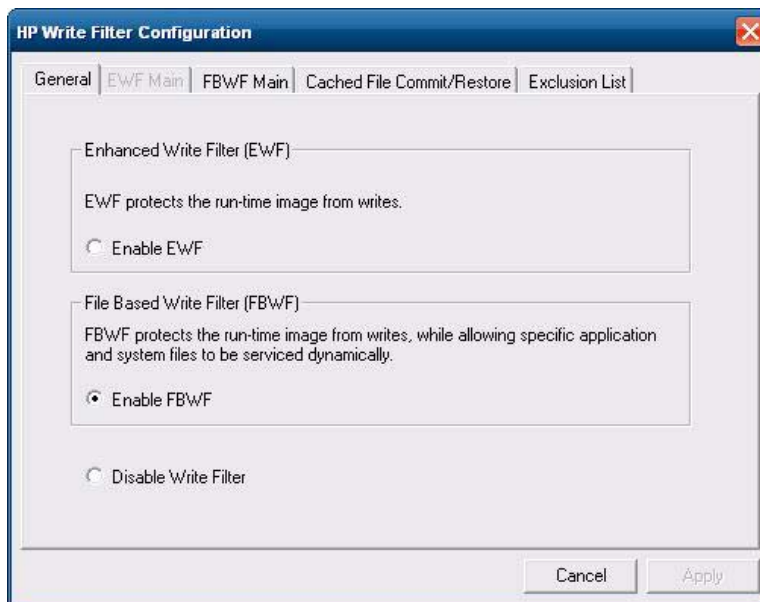 HP Write Filter Configuration
General EWF Main FBWF Main Cached File Commit/Restore Exclusion List
Enhanced Write Filter (EWF)
EWF protects the run-time image from writes.
Enable EWF
File Based Write Filter (FBWF)
FBWF protects the run-time image from writes, while allowing specific application
and system files to be serviced dynamically.
Enable FBWF
Disable Write Filter
Cancel Apply